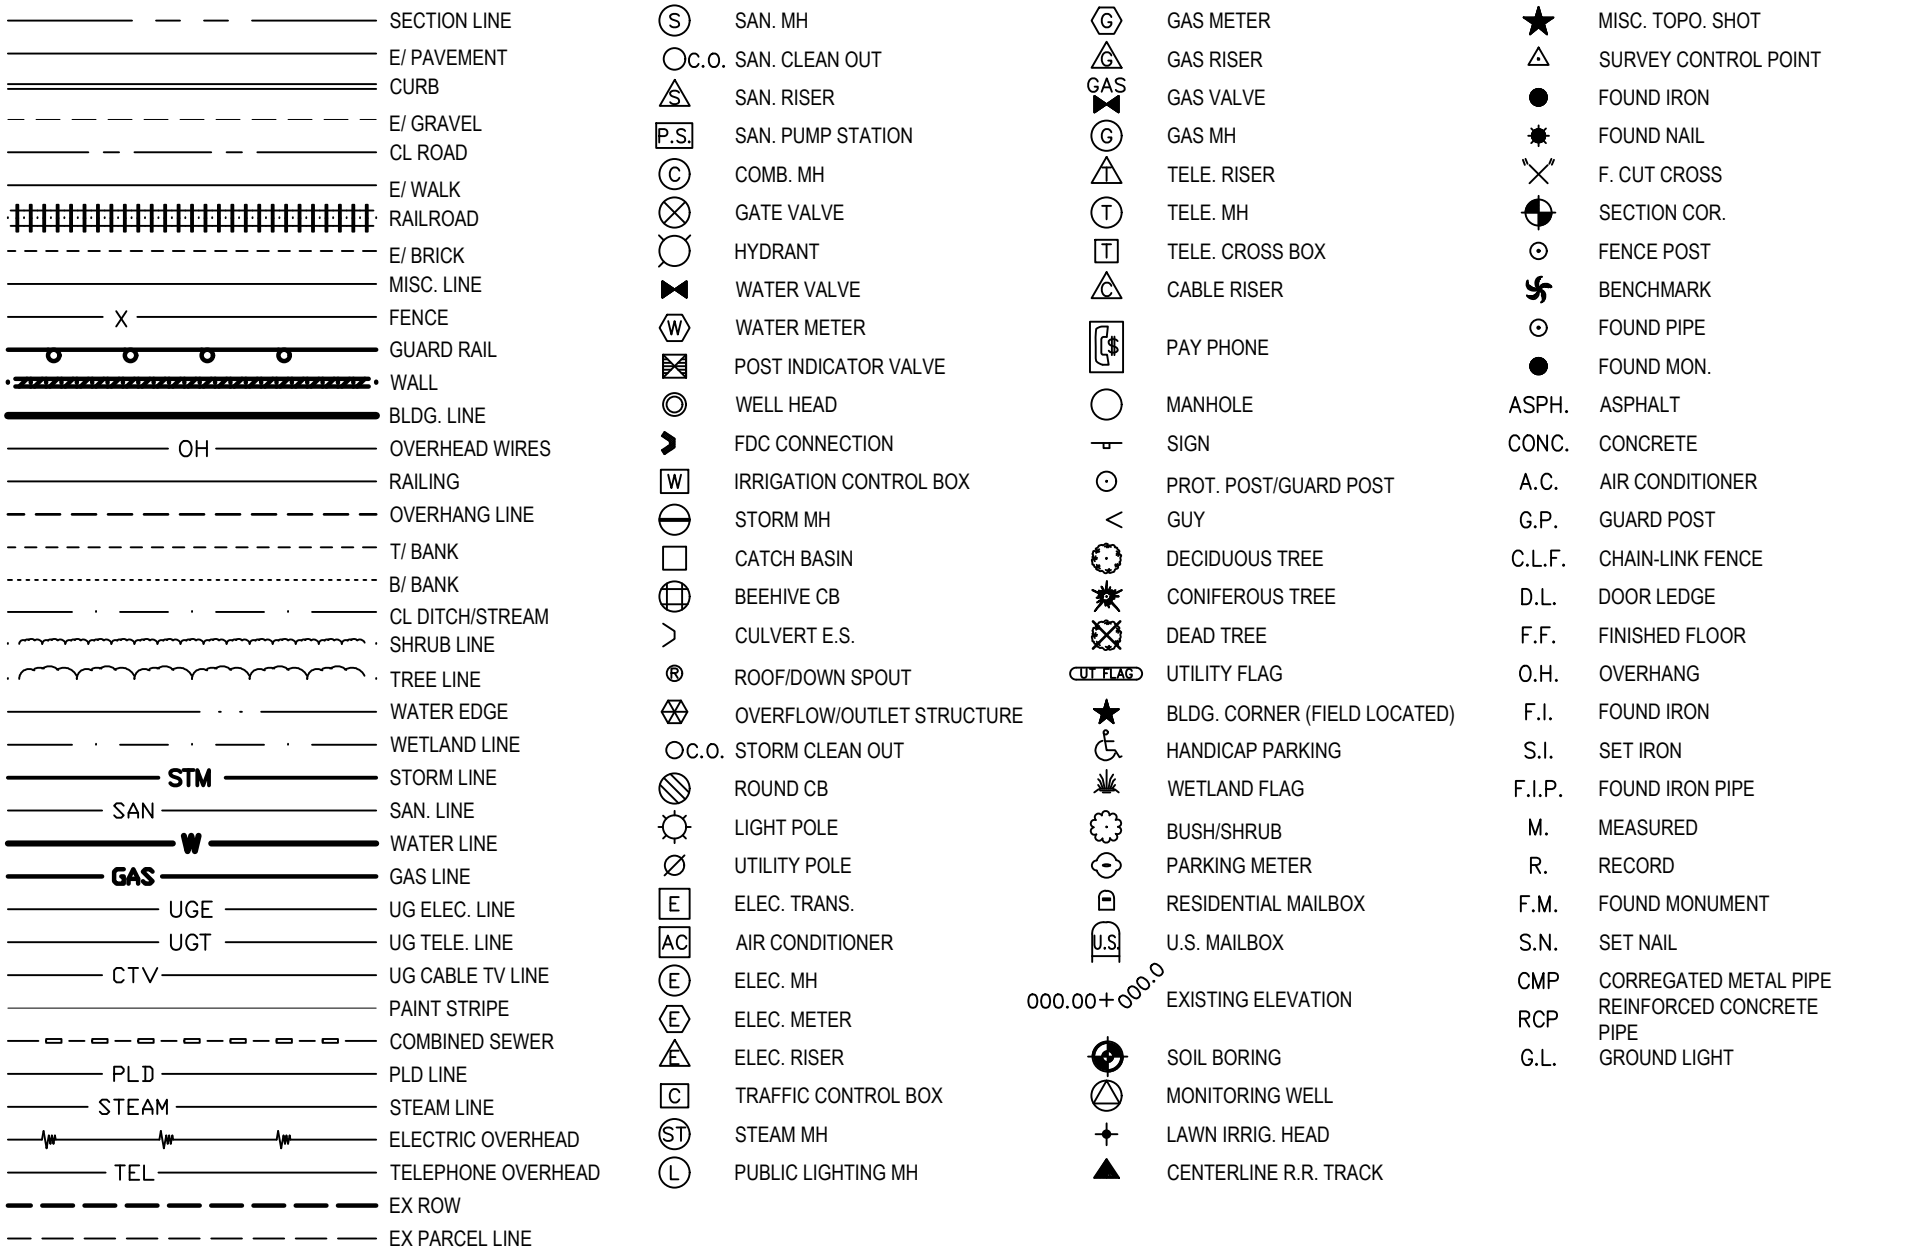 SECTION LINE
E/ PAVEMENT
CURB
E/ GRAVEL
CL ROAD
E/ WALK
RAILROAD
E/ BRICK
MISC. LINE
X FENCE
GUARD RAIL
WALL
BLDG. LINE
OH OVERHEAD WIRES
RAILING
OVERHANG LINE
T/ BANK
B/ BANK
CL DITCH/STREAM
SHRUB LINE
TREE LINE
WATER EDGE
WETLAND LINE
STM STORM LINE
SAN SAN. LINE
W WATER LINE
GAS GAS LINE
UGE UG ELEC. LINE
UGT UG TELE. LINE
CTV UG CABLE TV LINE
PAINT STRIPE
COMBINED SEWER
PLD PLD LINE
STEAM STEAM LINE
ELECTRIC OVERHEAD
TEL TELEPHONE OVERHEAD
EX ROW
EX PARCEL LINE
S SAN. MH
C.O. SAN. CLEAN OUT
S SAN. RISER
P.S. SAN. PUMP STATION
C COMB. MH
GATE VALVE
HYDRANT
WATER VALVE
W WATER METER
POST INDICATOR VALVE
WELL HEAD
FDC CONNECTION
W IRRIGATION CONTROL BOX
STORM MH
CATCH BASIN
BEEHIVE CB
CULVERT E.S.
R ROOF/DOWN SPOUT
OVERFLOW/OUTLET STRUCTURE
C.O. STORM CLEAN OUT
ROUND CB
LIGHT POLE
UTILITY POLE
E ELEC. TRANS.
AC AIR CONDITIONER
E ELEC. MH
E ELEC. METER
E ELEC. RISER
C TRAFFIC CONTROL BOX
ST STEAM MH
L PUBLIC LIGHTING MH
G GAS METER
G GAS RISER
GAS
GAS VALVE
G GAS MH
T TELE. RISER
T TELE. MH
T TELE. CROSS BOX
C CABLE RISER
$ PAY PHONE
MANHOLE
SIGN
PROT. POST/GUARD POST
GUY
DECIDUOUS TREE
CONIFEROUS TREE
DEAD TREE
UT FLAG UTILITY FLAG
BLDG. CORNER (FIELD LOCATED)
HANDICAP PARKING
WETLAND FLAG
BUSH/SHRUB
PARKING METER
RESIDENTIAL MAILBOX
U.S. U.S. MAILBOX
000.00+000.0 EXISTING ELEVATION
SOIL BORING
MONITORING WELL
LAWN IRRIG. HEAD
CENTERLINE R.R. TRACK
MISC. TOPO. SHOT
SURVEY CONTROL POINT
FOUND IRON
FOUND NAIL
F. CUT CROSS
SECTION COR.
FENCE POST
BENCHMARK
FOUND PIPE
FOUND MON.
ASPH. ASPHALT
CONC. CONCRETE
A.C. AIR CONDITIONER
G.P. GUARD POST
C.L.F. CHAIN-LINK FENCE
D.L. DOOR LEDGE
F.F. FINISHED FLOOR
O.H. OVERHANG
F.I. FOUND IRON
S.I. SET IRON
F.I.P. FOUND IRON PIPE
M. MEASURED
R. RECORD
F.M. FOUND MONUMENT
S.N. SET NAIL
CMP CORREGATED METAL PIPE
RCP REINFORCED CONCRETE
PIPE
G.L. GROUND LIGHT